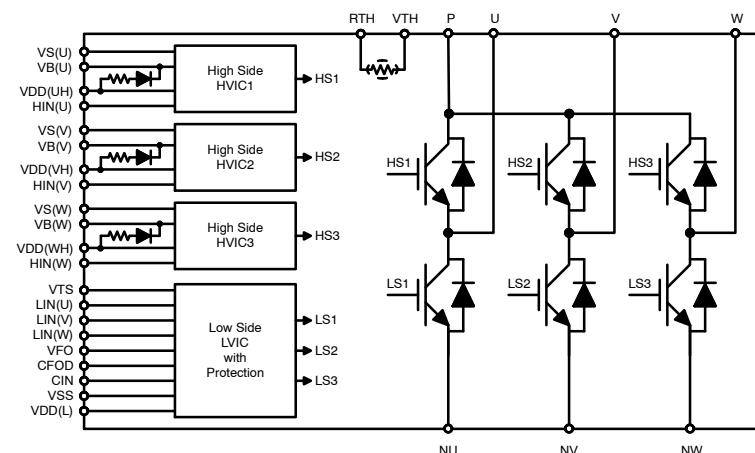 RTH VTH P U V W
VS(U)
VB(U)
VDD(UH)
HIN(U)
High Side
HVIC1
HS1
VS(V)
VB(V)
VDD(VH)
HIN(V)
High Side
HVIC2
HS2
VS(W)
VB(W)
VDD(WH)
HIN(W)
High Side
HVIC3
HS3
VTS
LIN(U)
LIN(V)
LIN(W)
VFO
CFOD
CIN
VSS
VDD(L)
Low Side
LVIC
with
Protection
LS1
LS2
LS3
HS1 HS2 HS3
LS1 LS2 LS3
NU NV NW